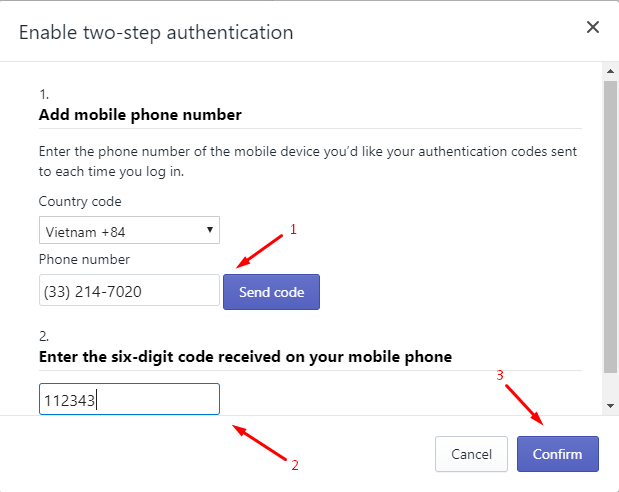 Enable two-step authentication
1.
Add mobile phone number
Enter the phone number of the mobile device you'd like your authentication codes sent
to each time you log in.
Country code
Vietnam +84
1
Phone number
(33) 214-7020
Send code
2.
Enter the six-digit code received on your mobile phone
3
112343
2
Cancel
Confirm